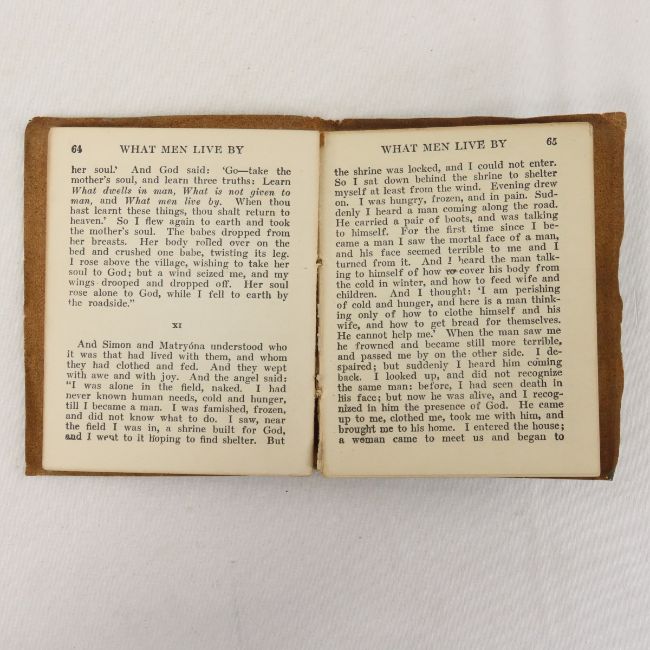 64 WHAT MEN LIVE BY
her soul.' And God said: 'Go—take the
mother's soul, and learn three truths: Learn
What dwells in man, What is not given to
man, and What men live by. When thou
hast learnt these things, thou shalt return to
heaven.' So I flew again to earth and took
the mother's soul. The babes dropped from
her breasts. Her body rolled over on the
bed and crushed one babe, twisting its leg.
I rose above the village, wishing to take her
soul to God; but a wind seized me, and my
wings drooped and dropped off. Her soul
rose alone to God, while I fell to earth by
the roadside."
XI
And Simon and Matryóna understood who
it was that had lived with them, and whom
they had clothed and fed. And they wept
with awe and with joy. And the angel said:
"I was alone in the field, naked. I had
never known human needs, cold and hunger,
till I became a man. I was famished, frozen,
and did not know what to do. I saw, near
the field I was in, a shrine built for God,
and I went to it hoping to find shelter. But
WHAT MEN LIVE BY 65
the shrine was locked, and I could not enter.
So I sat down behind the shrine to shelter
myself at least from the wind. Evening drew
on. I was hungry, frozen, and in pain. Sud-
denly I heard a man coming along the road.
He carried a pair of boots, and was talking
to himself. For the first time since I be-
came a man I saw the mortal face of a man,
and his face seemed terrible to me and I
turned from it. And I heard the man talk-
ing to himself of how to cover his body from
the cold in winter, and how to feed wife and
children. And I thought: 'I am perishing
of cold and hunger, and here is a man think-
ing only of how to clothe himself and his
wife, and how to get bread for themselves.
He cannot help me.' When the man saw me
he frowned and became still more terrible,
and passed me by on the other side. I de-
spaired; but suddenly I heard him coming
back. I looked up, and did not recognize
the same man: before, I had seen death in
his face; but now he was alive, and I recog-
nized in him the presence of God. He came
up to me, clothed me, took me with him, and
brought me to his home. I entered the house;
a woman came to meet us and began to